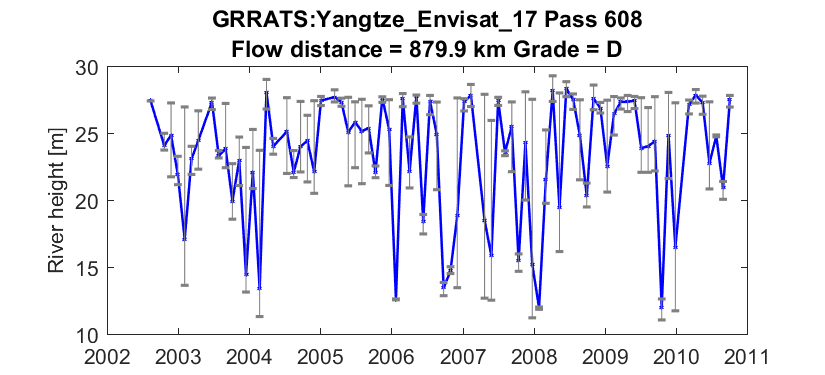 GRRATS:Yangtze_Envisat_17 Pass 608
Flow distance = 879.9 km Grade = D
River height [m]
30
25
20
15
10
2002 2003 2004 2005 2006 2007 2008 2009 2010 2011